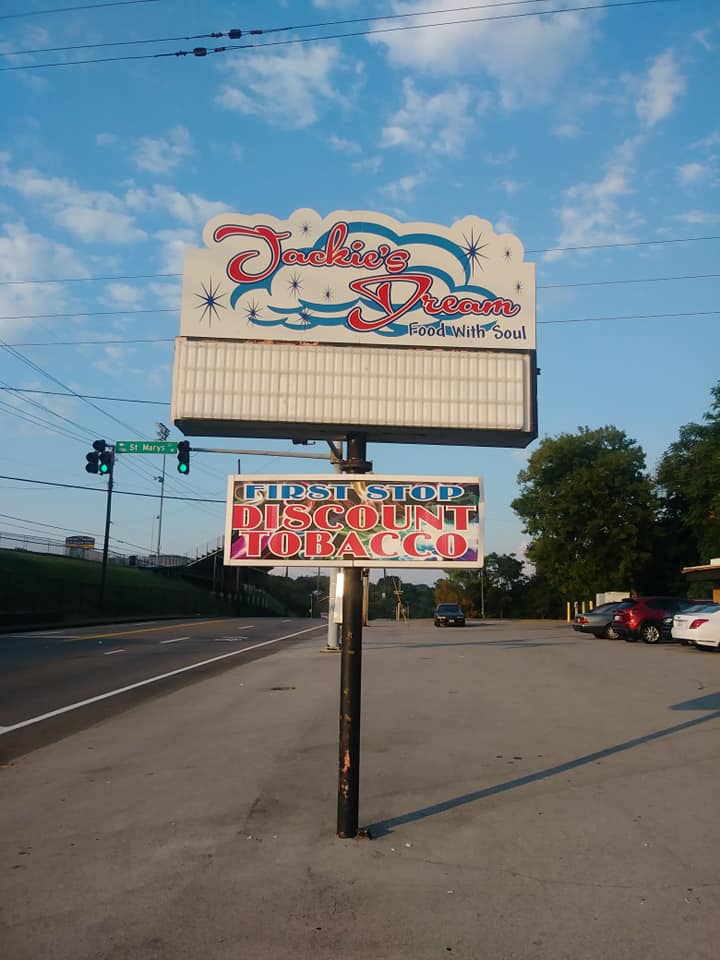 Jackie's
Dream
Food With Soul
St Marys
FIRST STOP
DISCOUNT
TOBACCO